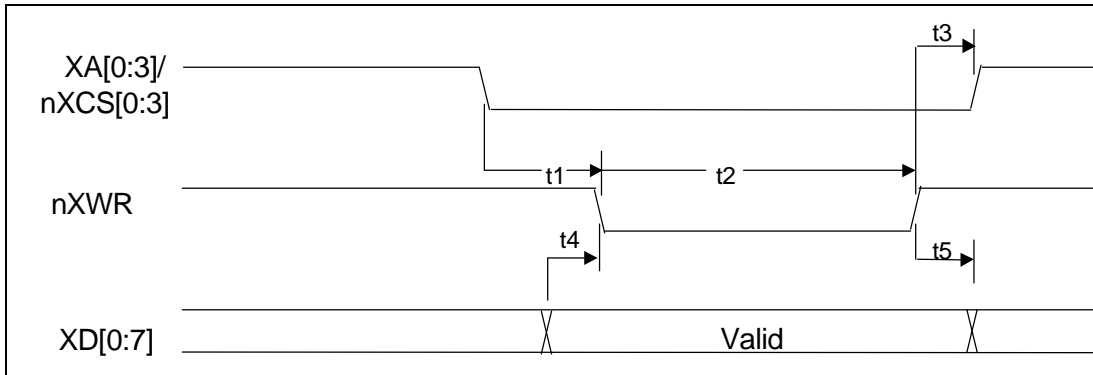 t3
XA[0:3]/
nXCS[0:3]
t1
t2
nXWR
t4
t5
XD[0:7]
Valid